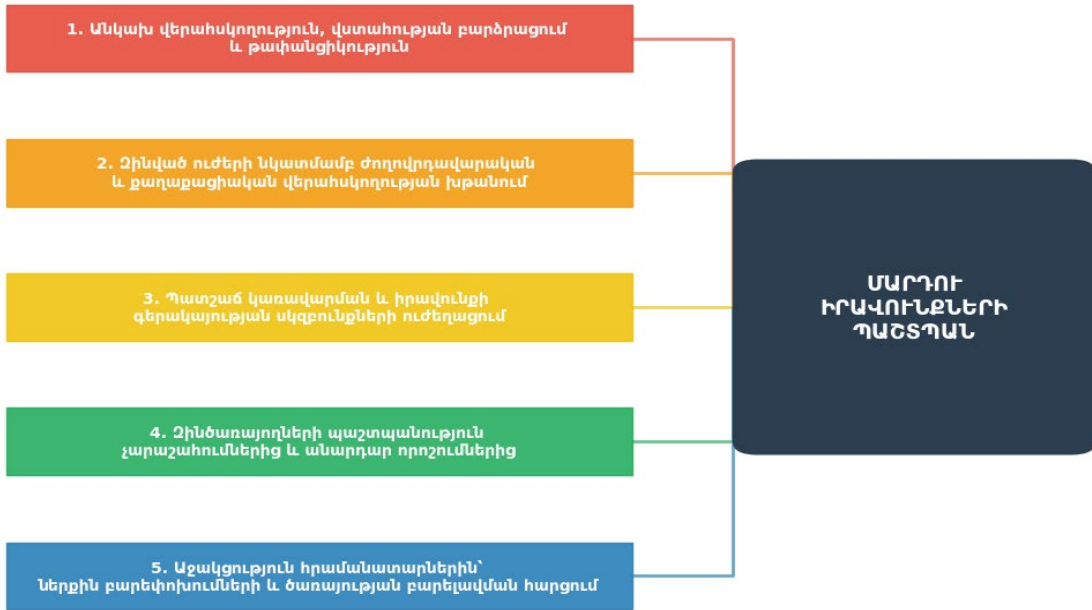 1. Անկախ վերահսկողություն, վստահության բարձրացում
և թափանցիկություն
2. Զինված ուժերի նկատմամբ ժողովրդավարական
և քաղաքացիական վերահսկողության խթանում
3. Պատշաճ կառավարման և իրավունքի
գերակայության սկզբունքների ուժեղացում
4. Զինծառայողների պաշտպանություն
չարաշահումներից և անարդար որոշումներից
5. Աջակցություն հրամանատարներին՝
ներքին բարեփոխումների և ծառայության բարելավման հարցում
ՄԱՐԴՈՒ
ԻՐԱՎՈՒՆՔՆԵՐԻ
ՊԱՇՏՊԱՆ